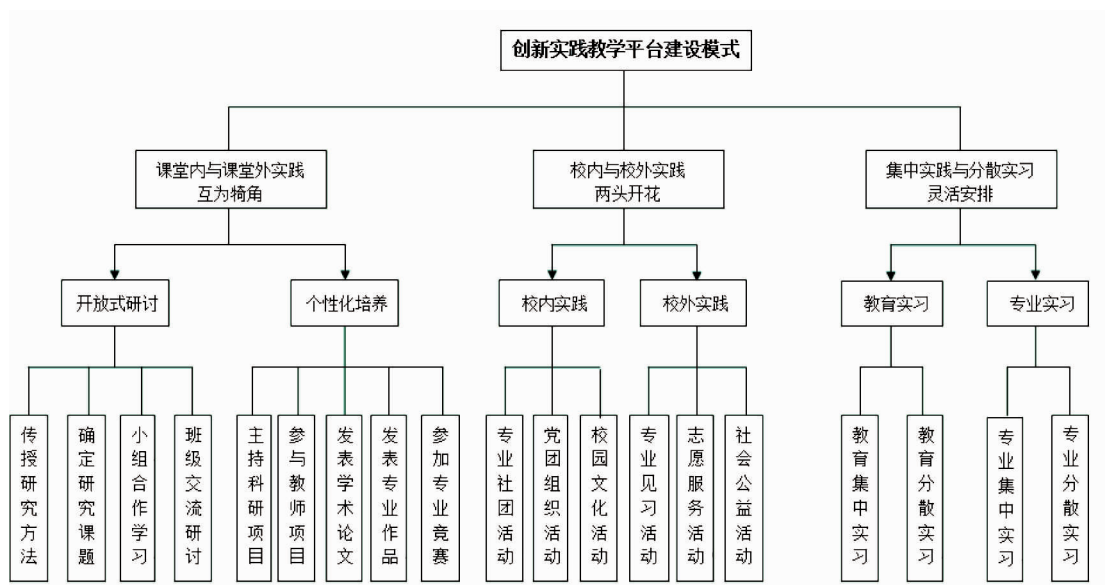 创新实践教学平台建设模式
课堂内与课堂外实践
互为犄角
校内与校外实践
两头开花
集中实践与分散实习
灵活安排
开放式研讨
个性化培养
校内实践
校外实践
教育实习
专业实习
传授研究方法
确定研究课题
小组合作学习
班级交流研讨
主持科研项目
参与教师项目
发表学术论文
发表专业作品
参加专业竞赛
专业社团活动
党团组织活动
校园文化活动
专业见习活动
志愿服务活动
社会公益活动
教育集中实习
教育分散实习
专业集中实习
专业分散实习